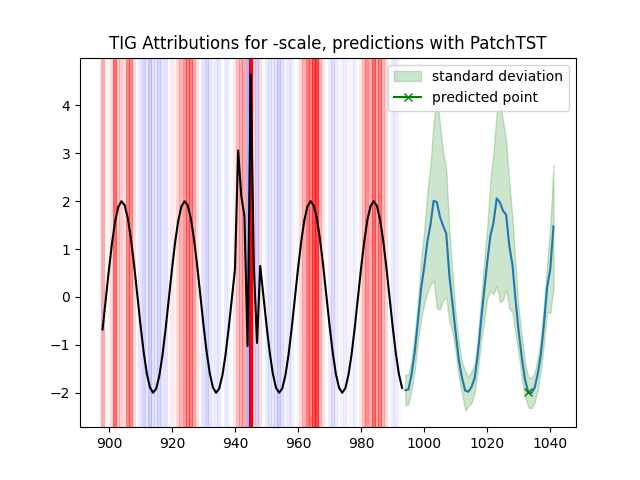 TIG Attributions for -scale, predictions with PatchTST
standard deviation
predicted point
4
3
2
1
0
−1
−2
900 920 940 960 980 1000 1020 1040